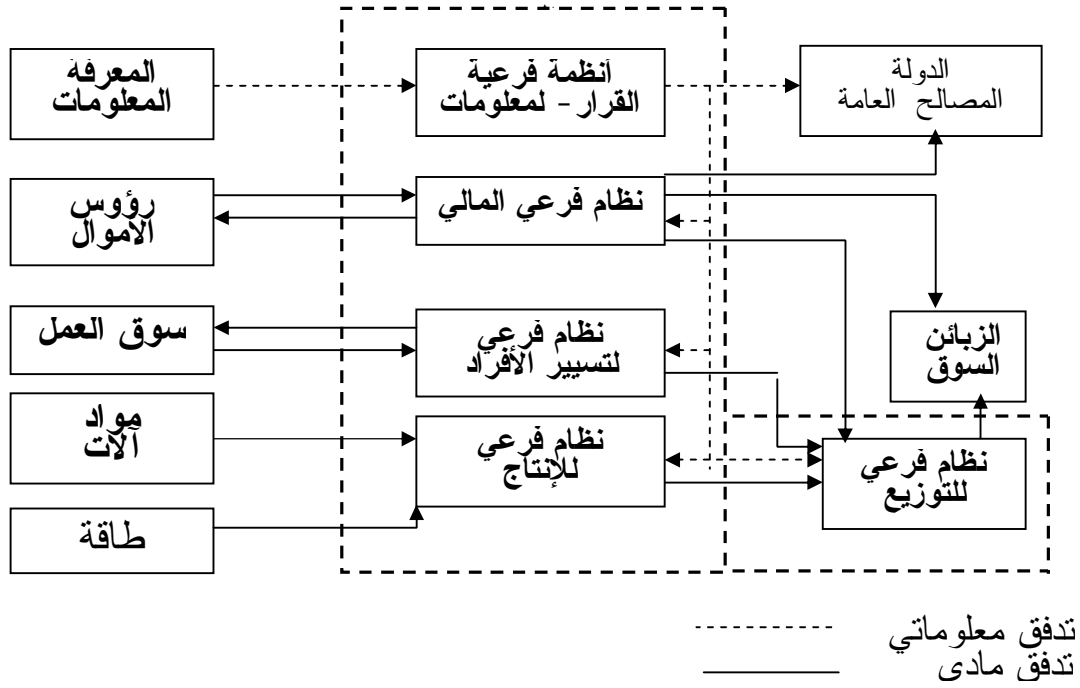 المعرفة
المعلومات
أنظمة فرعية
القرار - لمعلومات
الدولة
المصالح العامة
رؤوس
الأموال
نظام فرعي المالي
سوق العمل
نظام فرعي
لتسيير الأفراد
الزبائن
السوق
مواد
آلات
نظام فرعي
للإنتاج
نظام فرعي
للتوزيع
طاقة
تدفق معلوماتي
تدفق مادي